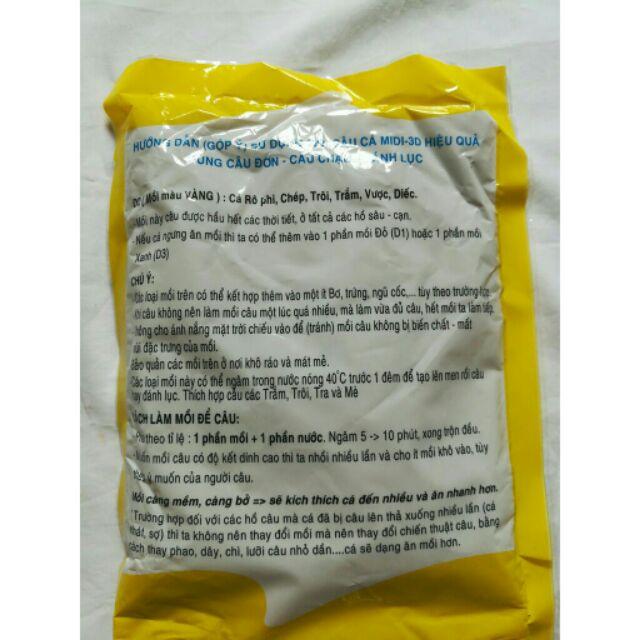 HƯỚNG DẪN (GÓP Ý) SỬ DỤNG CÂU CÁ MIDI-3D HIỆU QUẢ
CÂU ĐƠN - CÂU LỤC
( Mồi màu VÀNG ) : Cá Rô phi, Chép, Trôi, Trắm, Vược, Diếc.
Mồi này câu được hầu hết các thời tiết, ở tất cả các hồ sâu - cạn.
- Nếu cá ngưng ăn mồi thì ta có thể thêm vào 1 phần mồi Đỏ (D1) hoặc 1 phần mồi
Xanh (D3)
CHÚ Ý:
Các loại mồi trên có thể kết hợp thêm vào một ít Bơ, trứng, ngũ cốc,... tùy theo trường hợp.
Khi câu không nên làm mồi câu một lúc quá nhiều, mà làm vừa đủ câu, hết mồi ta làm tiếp.
Không cho ánh nắng mặt trời chiếu vào để (tránh) mồi câu không bị biến chất - mất
mùi đặc trưng của mồi.
Bảo quản các mồi trên ở nơi khô ráo và mát mẻ.
-Các loại mồi này có thể ngâm trong nước nóng 40°C trước 1 đêm để tạo lên men rồi câu
hay đánh lục. Thích hợp câu các Trắm, Trôi, Tra và Mè
CÁCH LÀM MỒI ĐỂ CÂU:
theo tỉ lệ : 1 phần mồi + 1 phần nước. Ngâm 5 -> 10 phút, xong trộn đều.
- Muốn mồi câu có độ kết dính cao thì ta nhồi nhiều lần và cho ít mồi khô vào, tùy
ý muốn của người câu.
Mồi càng mềm, càng bở => sẽ kích thích cá đến nhiều và ăn nhanh hơn.
*Trường hợp đối với các hồ câu mà cá đã bị câu lên thả xuống nhiều lần (cá
nhát, sợ) thì ta không nên thay đổi mồi mà nên thay đổi chiến thuật câu, bằng
cách thay phao, dây, chì, lưỡi câu nhỏ dần....cá sẽ dạng ăn mồi hơn.